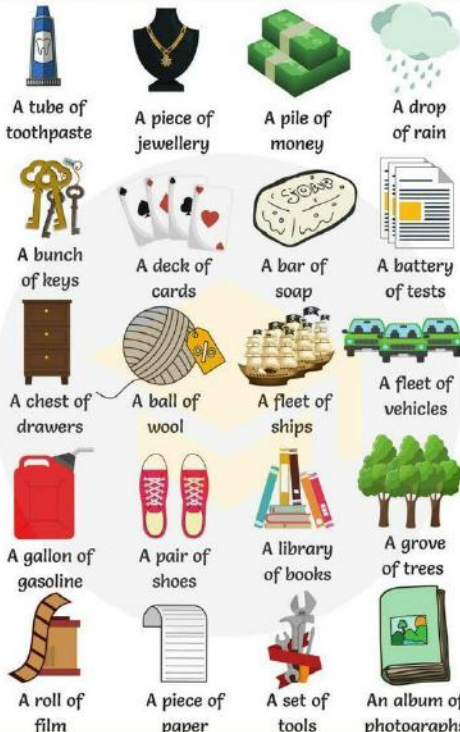 A tube of
toothpaste
A piece of
jewellery
A pile of
money
A drop
of rain
A bunch
of keys
A deck of
cards
SOAP
A bar of
soap
A battery
of tests
A chest of
drawers
%
A ball of
wool
A fleet of
ships
A fleet of
vehicles
A gallon of
gasoline
A pair of
shoes
A library
of books
A grove
of trees
A roll of
film
A piece of
paper
A set of
tools
An album of
photographs